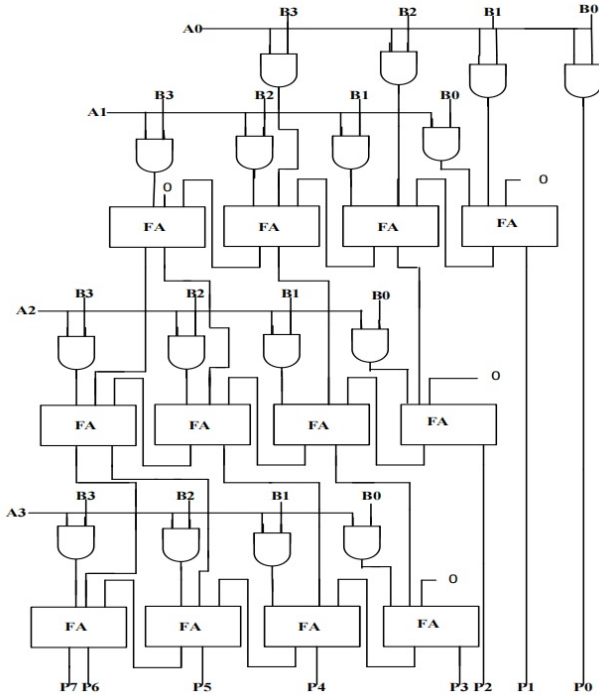 B3 B2 B1 B0
A0
B3 B2 B1 B0
A1
0 0
FA FA FA FA
B3 B2 B1 B0
A2
0
FA FA FA FA
B3 B2 B1 B0
A3
0
FA FA FA FA
P7 P6 P5 P4 P3 P2 P1 P0